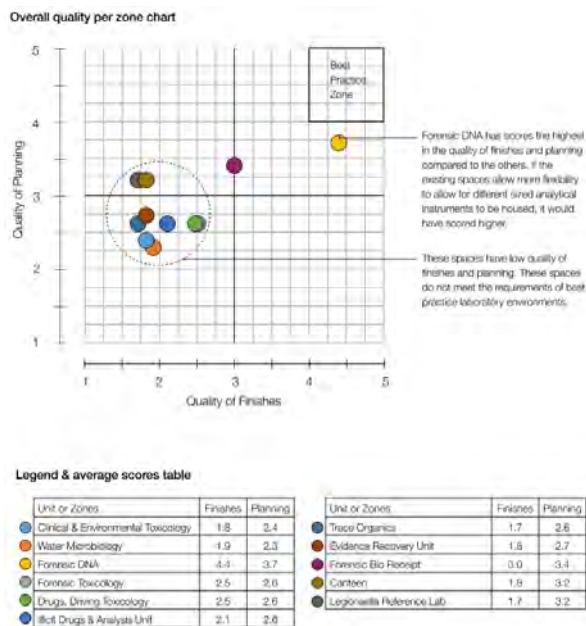 Overall quality per zone chart
5
4
3
2
1
Quality of Planning
Best
Practice
Zone
Forensic DNA has scores the highest
in the quality of finishes and planning
compared to the others. If the
existing spaces allow more flexibility
to allow for different sized analytical
instruments to be housed, it would
have scored higher.
These spaces have low quality of
finishes and planning. These spaces
do not meet the requirements of best
practice laboratory environments.
1 2 3 4 5
Quality of Finishes
Legend & average scores table
Unit or Zones Finishes Planning
Clinical & Environmental Toxicology 1.8 2.4
Water Microbiology 1.9 2.3
Forensic DNA 4.4 3.7
Forensic Toxicology 2.5 2.6
Drugs, Driving Toxicology 2.5 2.6
Illicit Drugs & Analysis Unit 2.1 2.6
Unit or Zones Finishes Planning
Trace Organics 1.7 2.6
Evidence Recovery Unit 1.8 2.7
Forensic Bio Receipt 3.0 3.4
Canteen 1.8 3.2
Legionella Reference Lab 1.7 3.2